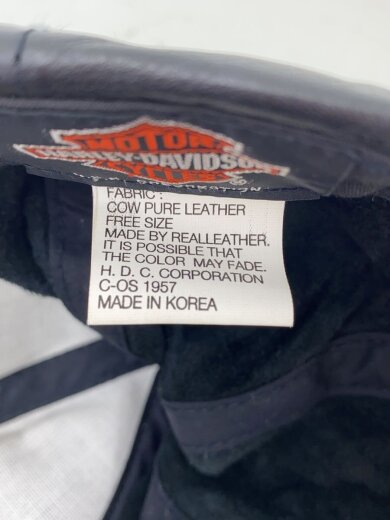 MOTOR
HARLEY-DAVIDSON
CYCLES
®
CORPORATION
FABRIC :
COW PURE LEATHER
FREE SIZE
MADE BY REALLEATHER.
IT IS POSSIBLE THAT
THE COLOR MAY FADE.
H. D. C. CORPORATION
C-OS 1957
MADE IN KOREA